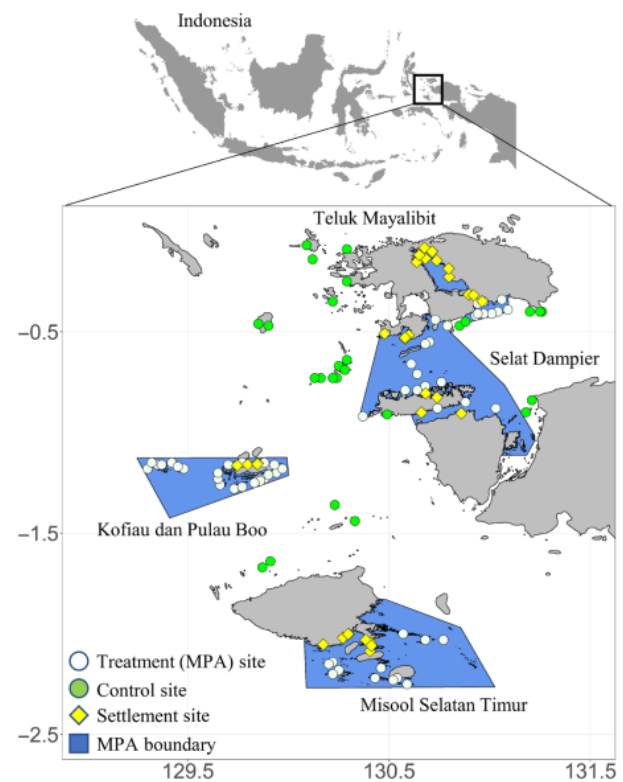 Indonesia
Teluk Mayalibit
-0.5
Selat Dampier
Kofiau dan Pulau Boo
-1.5
Treatment (MPA) site
Control site
Settlement site
Misool Selatan Timur
MPA boundary
-2.5
129.5 130.5 131.5